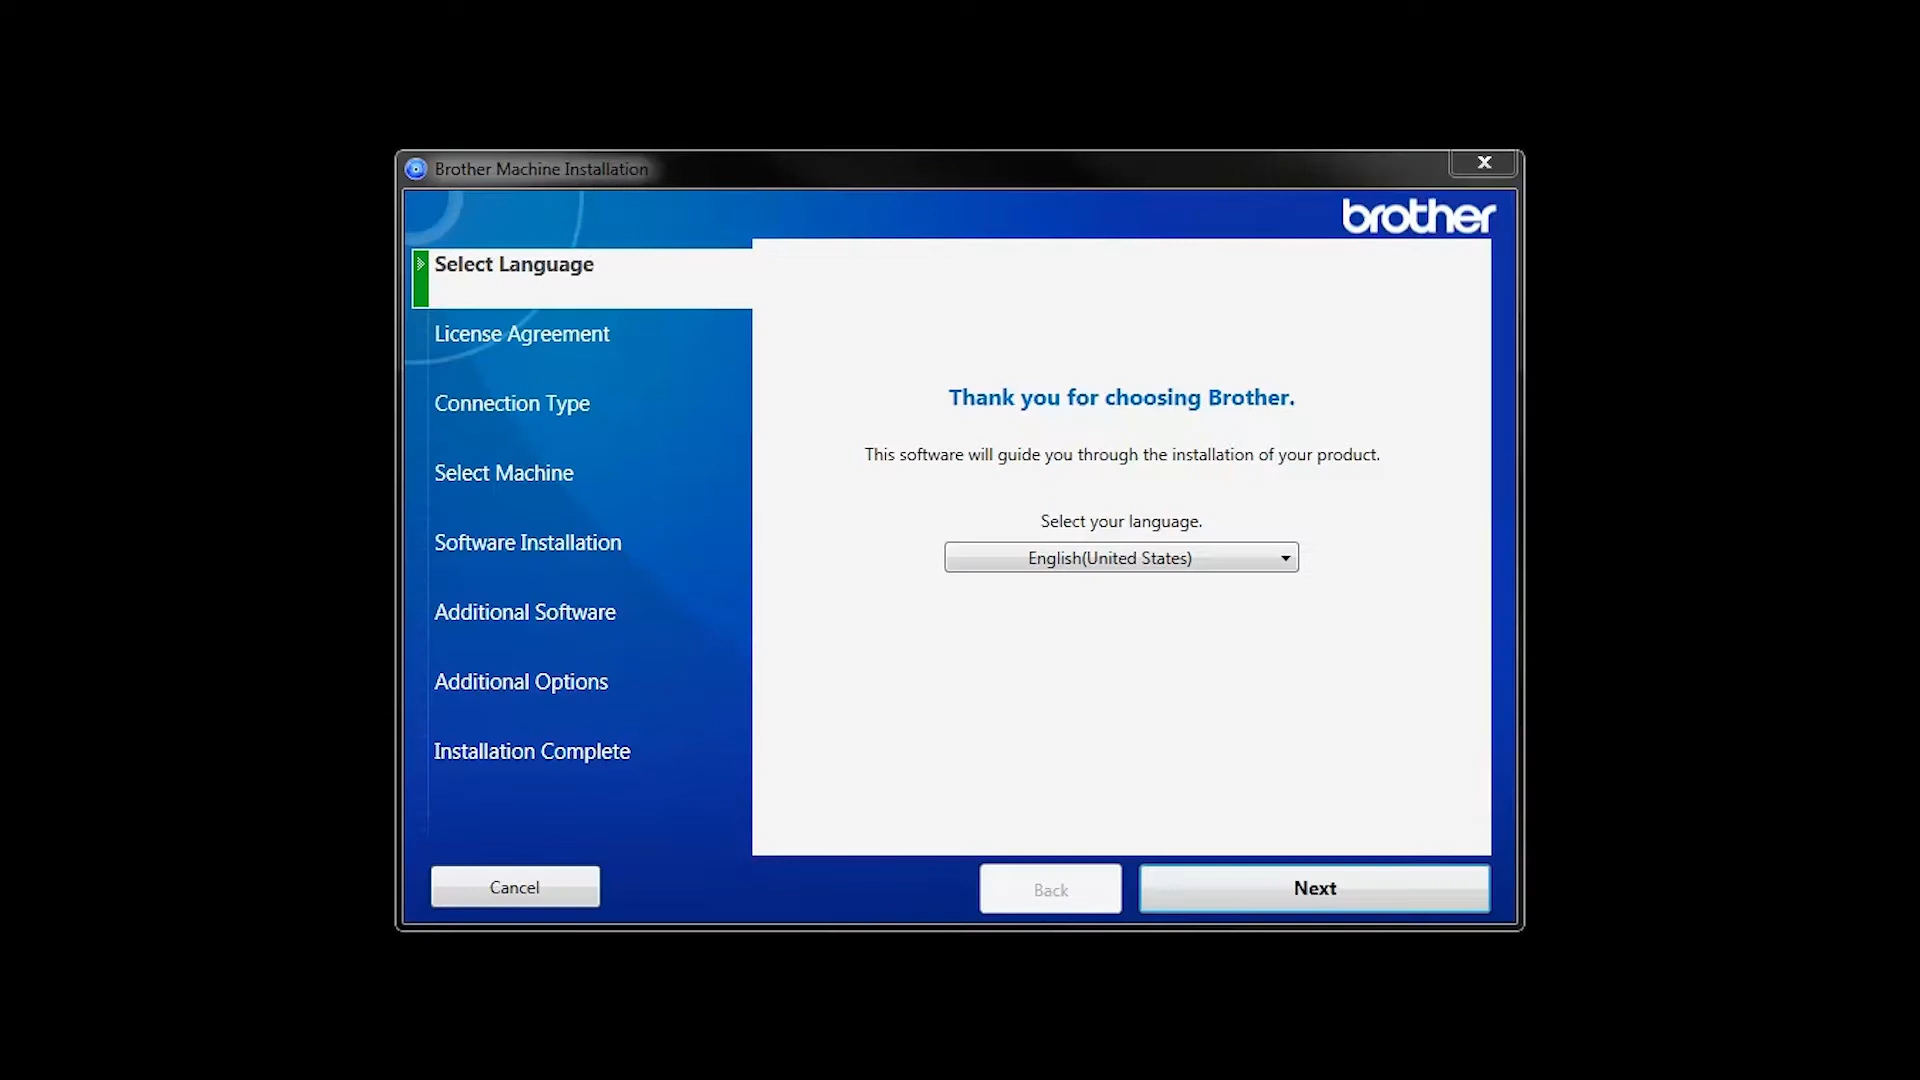 Brother Machine Installation
X
brother
Select Language
License Agreement
Connection Type
Select Machine
Software Installation
Additional Software
Additional Options
Installation Complete
Thank you for choosing Brother.
This software will guide you through the installation of your product.
Select your language.
English(United States)
Cancel
Back
Next